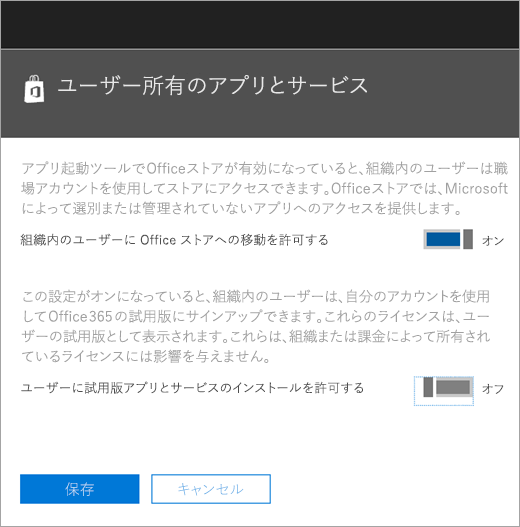 ユーザー所有のアプリとサービス
アプリ起動ツールでOfficeストアが有効になっていると、組織内のユーザーは職
場アカウントを使用してストアにアクセスできます。Officeストアでは、Microsoft
によって選別または管理されていないアプリへのアクセスを提供します。
組織内のユーザーに Office ストアへの移動を許可する
オン
この設定がオンになっていると、組織内のユーザーは、自分のアカウントを使用
してOffice365の試用版にサインアップできます。これらのライセンスは、ユー
ザーの試用版として表示されます。これらは、組織または課金によって所有され
ているライセンスには影響を与えません。
ユーザーに試用版アプリとサービスのインストールを許可する
オフ
保存
キャンセル